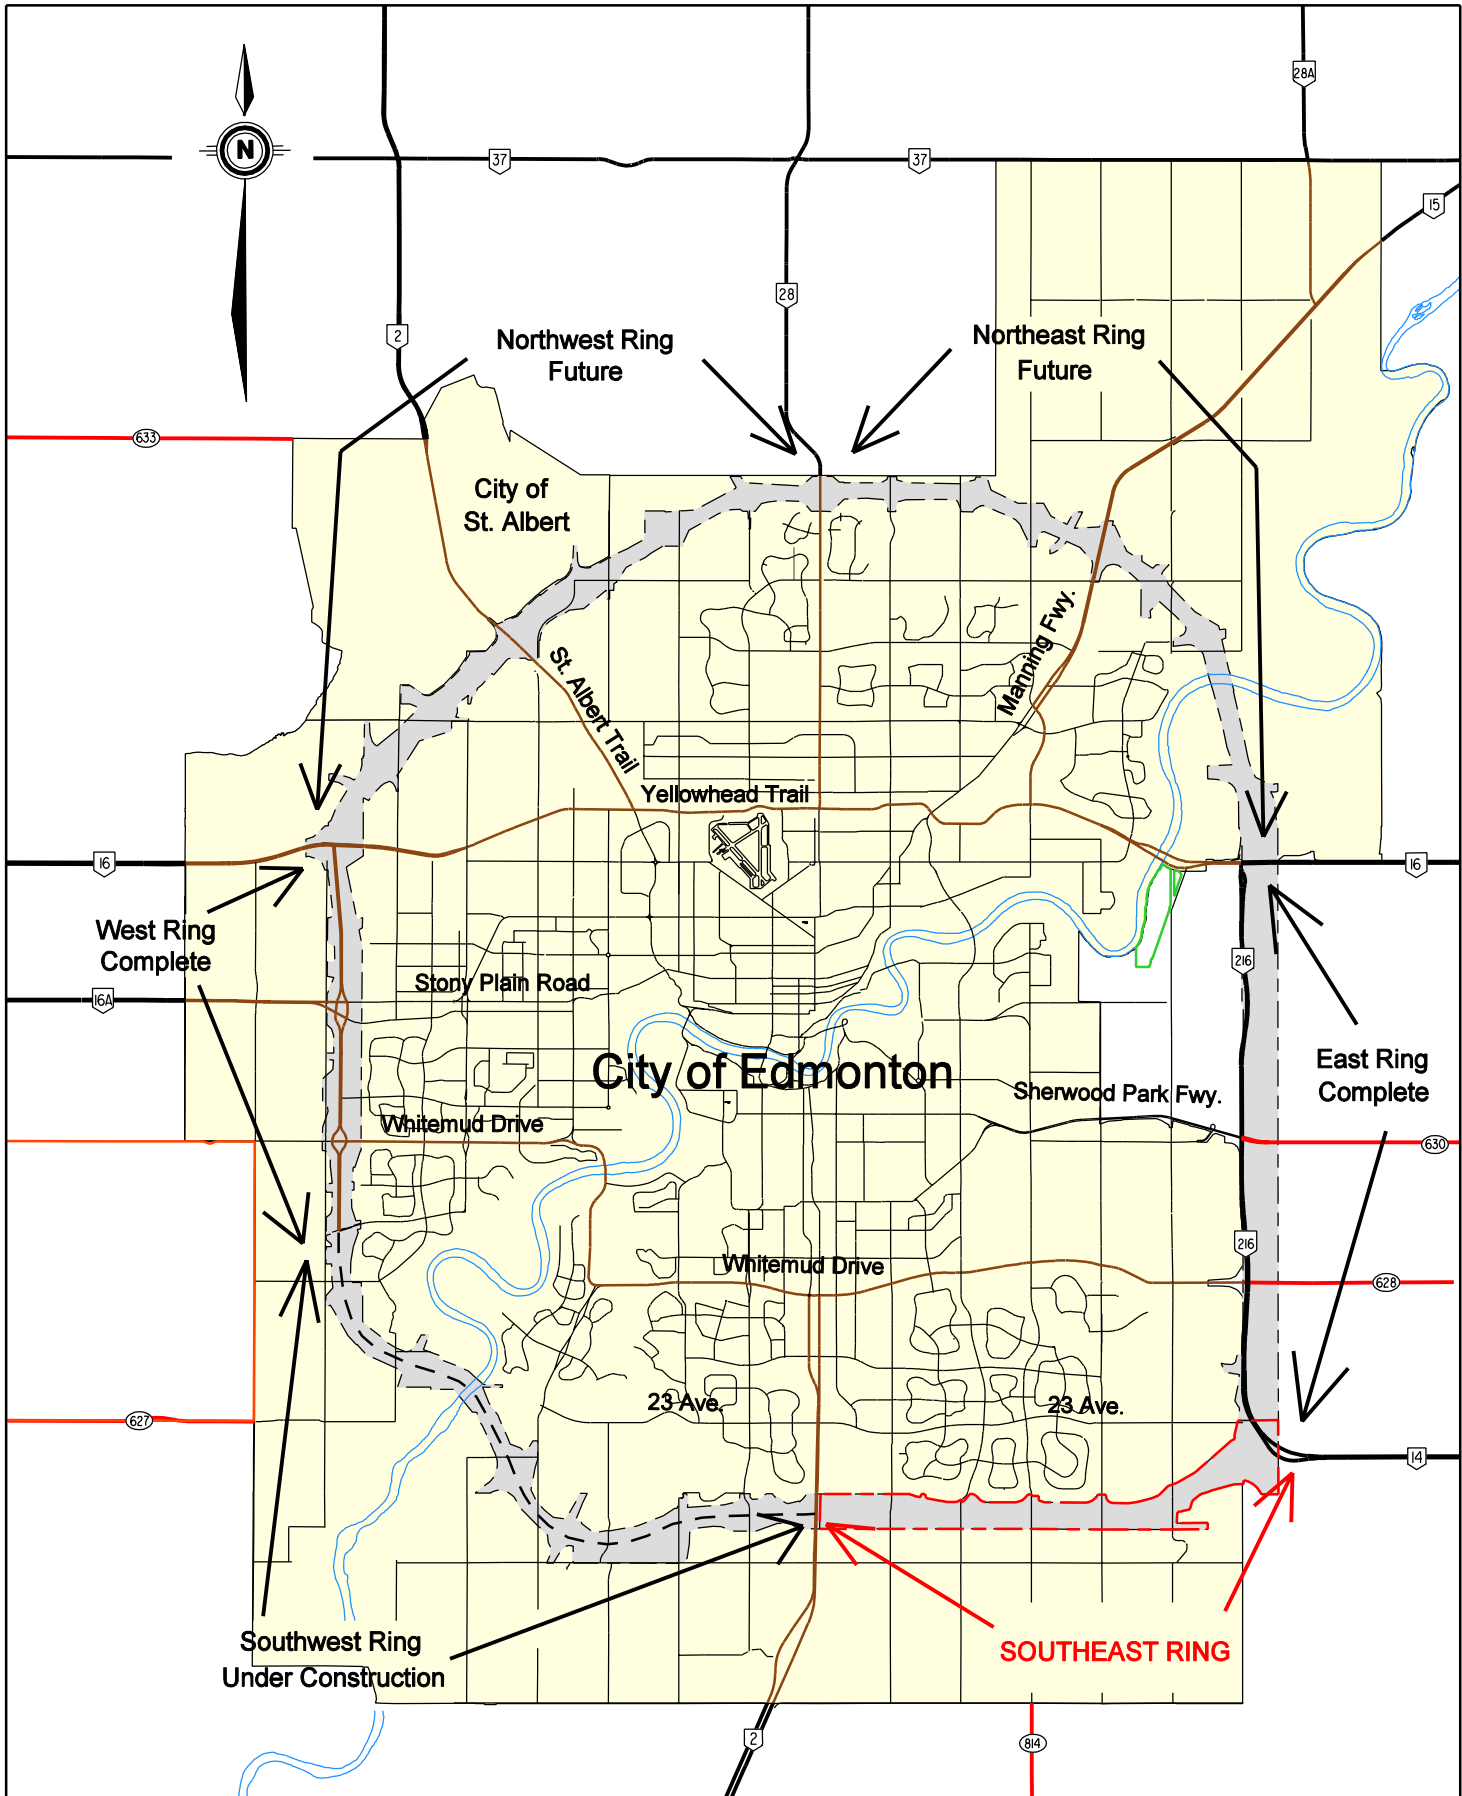 28A
N
37
37
15
28
2
Northwest Ring
Future
Northeast Ring
Future
633
City of
St. Albert
Manning Fwy.
St. Albert Trail
Yellowhead Trail
16
16
West Ring
Complete
216
Stony Plain Road
16A
City of Edmonton
East Ring
Complete
Sherwood Park Fwy.
Whitemud Drive
630
216
Whitemud Drive
628
23 Ave.
23 Ave.
627
14
Southwest Ring
Under Construction
SOUTHEAST RING
2
814